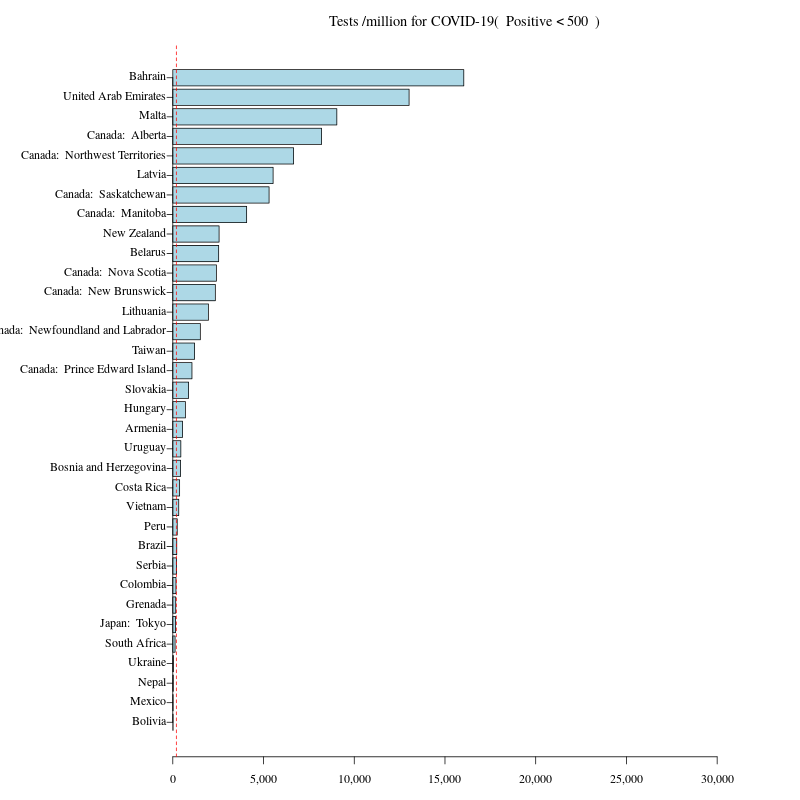 Tests /million for COVID-19(  Positive < 500  )
Bahrain
United Arab Emirates
Malta
Canada:  Alberta
Canada:  Northwest Territories
Latvia
Canada:  Saskatchewan
Canada:  Manitoba
New Zealand
Belarus
Canada:  Nova Scotia
Canada:  New Brunswick
Lithuania
nada:  Newfoundland and Labrador
Taiwan
Canada:  Prince Edward Island
Slovakia
Hungary
Armenia
Uruguay
Bosnia and Herzegovina
Costa Rica
Vietnam
Peru
Brazil
Serbia
Colombia
Grenada
Japan:  Tokyo
South Africa
Ukraine
Nepal
Mexico
Bolivia
0 5,000 10,000 15,000 20,000 25,000 30,000